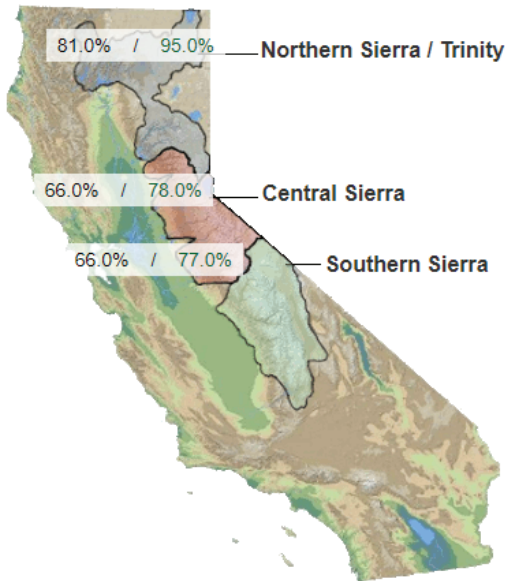 81.0% / 95.0% Northern Sierra / Trinity
66.0% / 78.0% Central Sierra
66.0% / 77.0% Southern Sierra